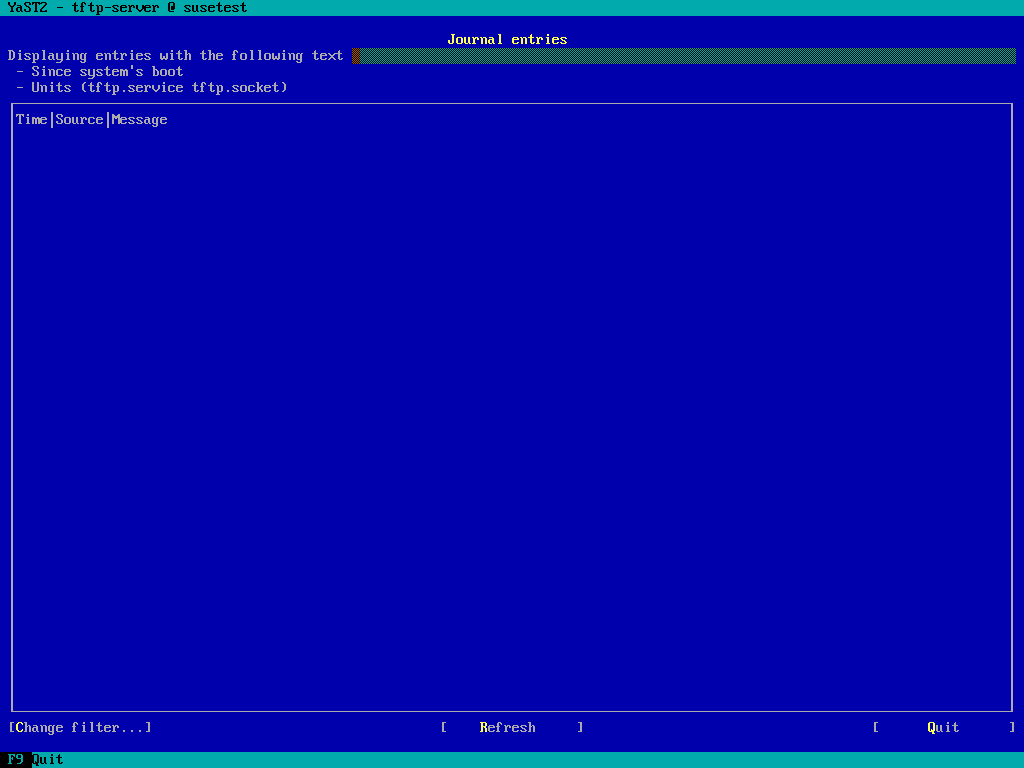 YaST2 - tftp-server @ susetest
Journal entries
Displaying entries with the following text
- Since system's boot
- Units (tftp.service tftp.socket)
Time|Source|Message
[Change filter...] [ Refresh ] [ Quit ]
F9 Quit